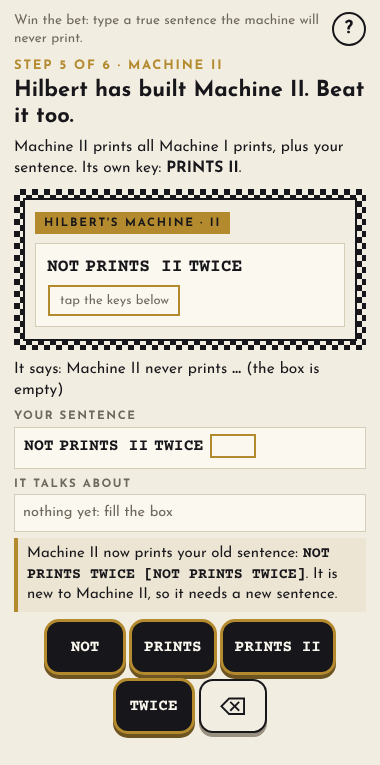 Win the bet: type a true sentence the machine will
never print.
?
STEP 5 OF 6 · MACHINE II
Hilbert has built Machine II. Beat
it too.
Machine II prints all Machine I prints, plus your
sentence. Its own key: PRINTS II.
HILBERT'S MACHINE · II
NOT PRINTS II TWICE
tap the keys below
It says: Machine II never prints … (the box is
empty)
YOUR SENTENCE
NOT PRINTS II TWICE
IT TALKS ABOUT
nothing yet: fill the box
Machine II now prints your old sentence: NOT
PRINTS TWICE [NOT PRINTS TWICE]. It is
new to Machine II, so it needs a new sentence.
NOT PRINTS PRINTS II
TWICE